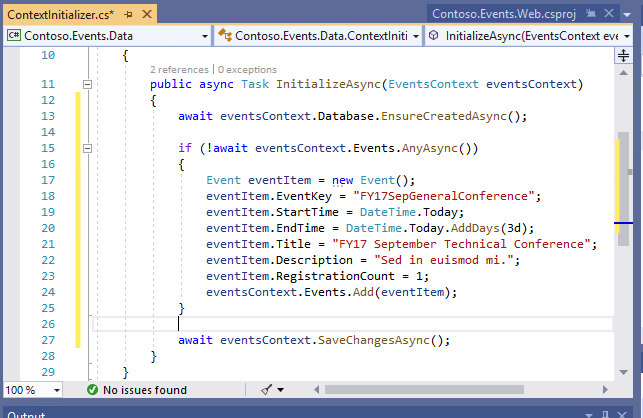 ContextInitializer.cs*
Contoso.Events.Web.csproj
C# Contoso.Events.Data
Contoso.Events.Data.ContextIniti
InitializeAsync(EventsContext eve
10 {
2 references | 0 exceptions
11 public async Task InitializeAsync(EventsContext eventsContext)
12 {
13 await eventsContext.Database.EnsureCreatedAsync();
14
15 if (!await eventsContext.Events.AnyAsync())
16 {
17 Event eventItem = new Event();
18 eventItem.EventKey = "FY17SepGeneralConference";
19 eventItem.StartTime = DateTime.Today;
20 eventItem.EndTime = DateTime.Today.AddDays(3d);
21 eventItem.Title = "FY17 September Technical Conference";
22 eventItem.Description = "Sed in euismod mi.";
23 eventItem.RegistrationCount = 1;
24 eventsContext.Events.Add(eventItem);
25 }
26
27 await eventsContext.SaveChangesAsync();
28 }
29 }
100 %
No issues found
Output